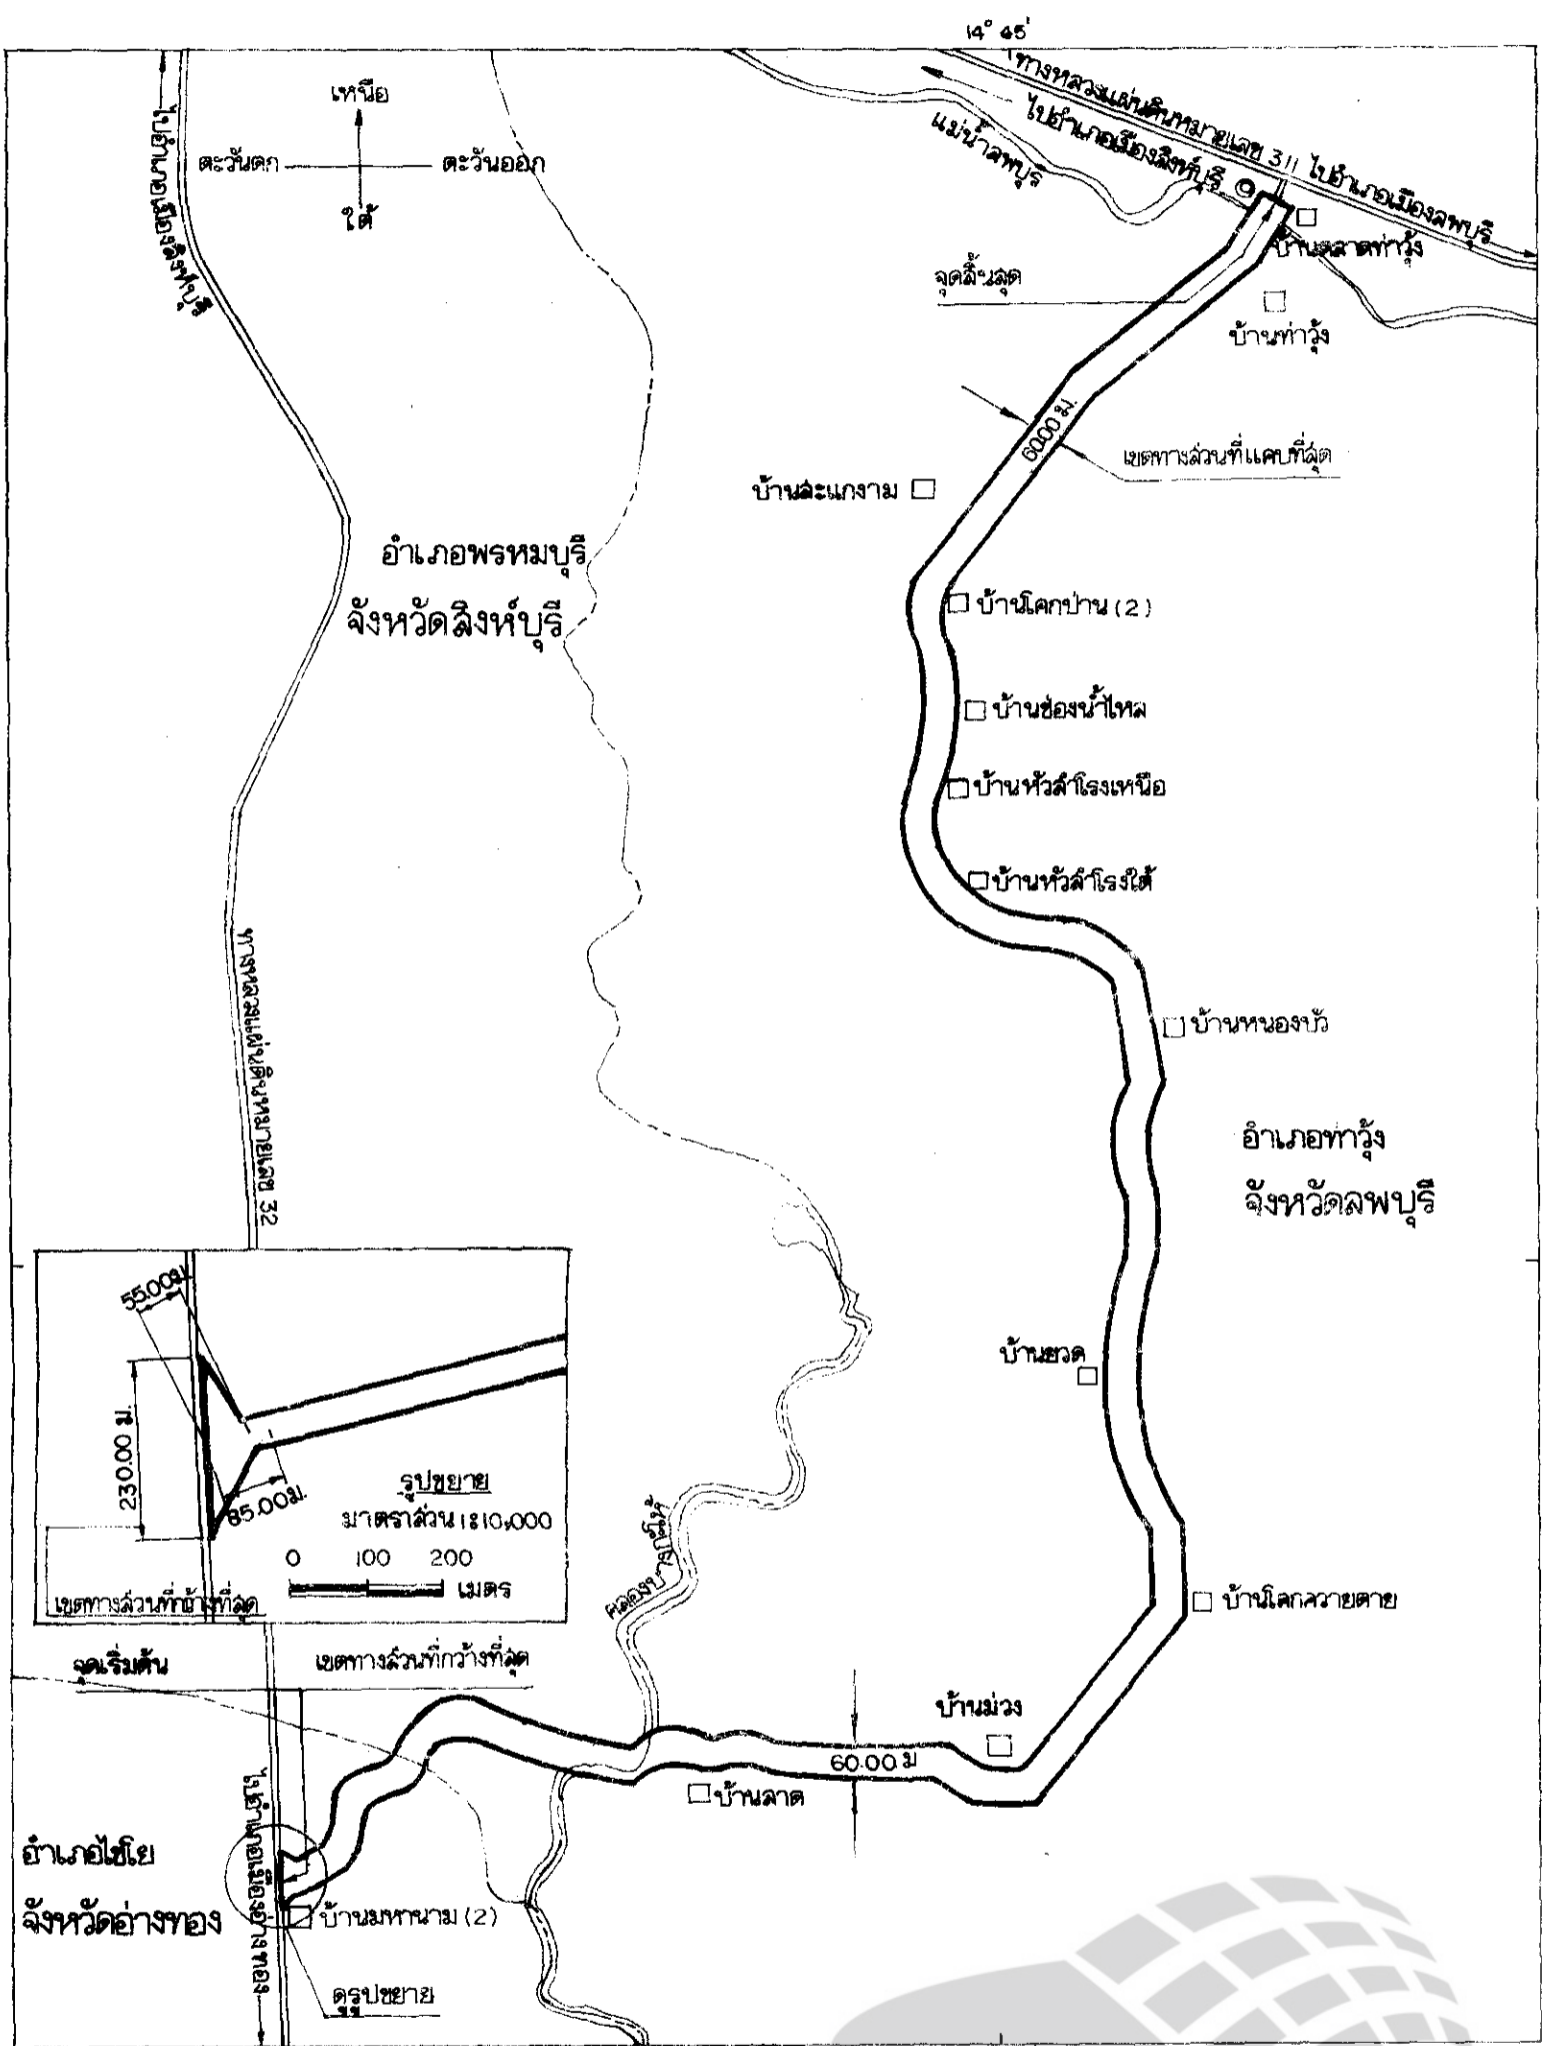 14° 45'
เหนือ
ตะวันตก
ตะวันออก
ใต้
ไปอำเภอเมืองสิงห์บุรี
ทางหลวงแผ่นดินหมายเลข 311
ไปอำเภอเมืองสิงห์บุรี
ไปอำเภอเมืองลพบุรี
แม่น้ำลพบุรี
บ้านตลาดท่าวุ้ง
จุดสิ้นสุด
บ้านท่าวุ้ง
60.00 ม.
เขตทางส่วนที่แคบที่สุด
บ้านสะแกงาม
อำเภอพรหมบุรี
จังหวัดสิงห์บุรี
บ้านโคกป่าน (2)
บ้านช่องน้ำไหล
บ้านหัวสำโรงเหนือ
บ้านหัวสำโรงใต้
ทางหลวงแผ่นดินหมายเลข 32
บ้านหนองบัว
อำเภอท่าวุ้ง
จังหวัดลพบุรี
55.00ม.
230.00 ม.
85.00ม.
รูปขยาย
มาตราส่วน 1:10,000
0 100 200
เมตร
เขตทางส่วนที่กว้างที่สุด
บ้านยวด
คลองบางกุ่มโห้
บ้านโคกควายตาย
จุดเริ่มต้น
เขตทางส่วนที่กว้างที่สุด
บ้านม่วง
60.00 ม
บ้านลาด
ไปอำเภอเมืองอ่างทอง
อำเภอไชโย
จังหวัดอ่างทอง
บ้านมหานาม (2)
ดูรูปขยาย